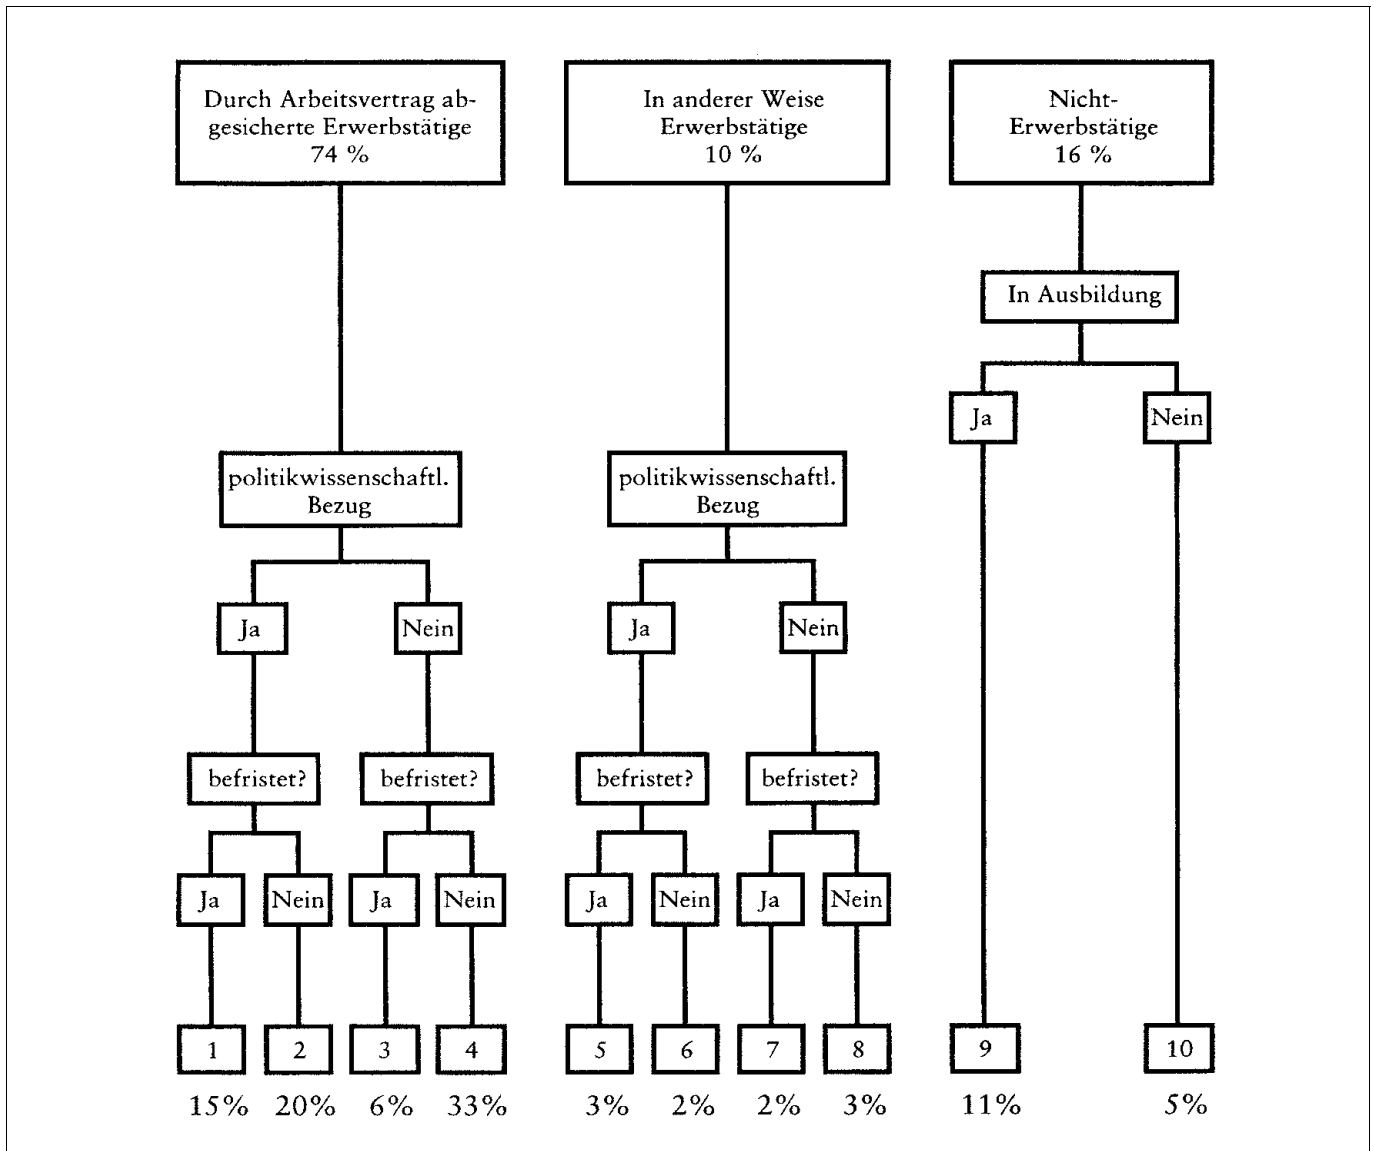 Durch Arbeitsvertrag ab-
gesicherte Erwerbstätige
74 %
In anderer Weise
Erwerbstätige
10 %
Nicht-
Erwerbstätige
16 %
In Ausbildung
Ja
Nein
politikwissenschaftl.
Bezug
politikwissenschaftl.
Bezug
Ja
Nein
Ja
Nein
befristet?
befristet?
befristet?
befristet?
Ja
Nein
Ja
Nein
Ja
Nein
Ja
Nein
1
2
3
4
5
6
7
8
9
10
15%
20%
6%
33%
3%
2%
2%
3%
11%
5%